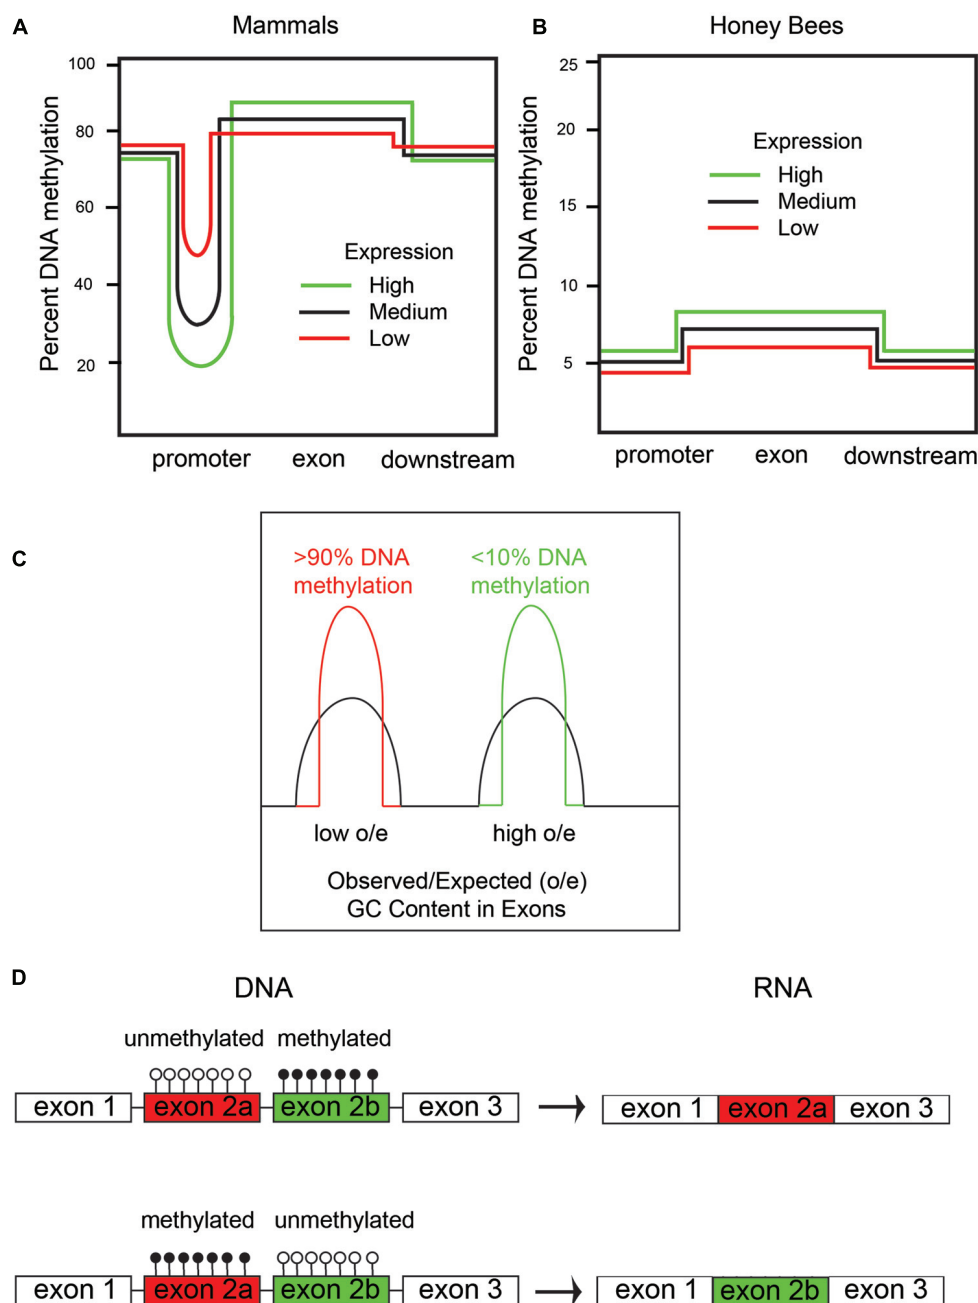 A
Mammals
Percent DNA methylation
100
80
60
40
20
Expression
High
Medium
Low
promoter exon downstream
B
Honey Bees
Percent DNA methylation
25
20
15
10
5
Expression
High
Medium
Low
promoter exon downstream
C
>90% DNA
methylation
<10% DNA
methylation
low o/e
high o/e
Observed/Expected (o/e)
GC Content in Exons
D
DNA
RNA
unmethylated methylated
exon 1 exon 2a exon 2b exon 3
exon 1 exon 2a exon 3
methylated unmethylated
exon 1 exon 2a exon 2b exon 3
exon 1 exon 2b exon 3